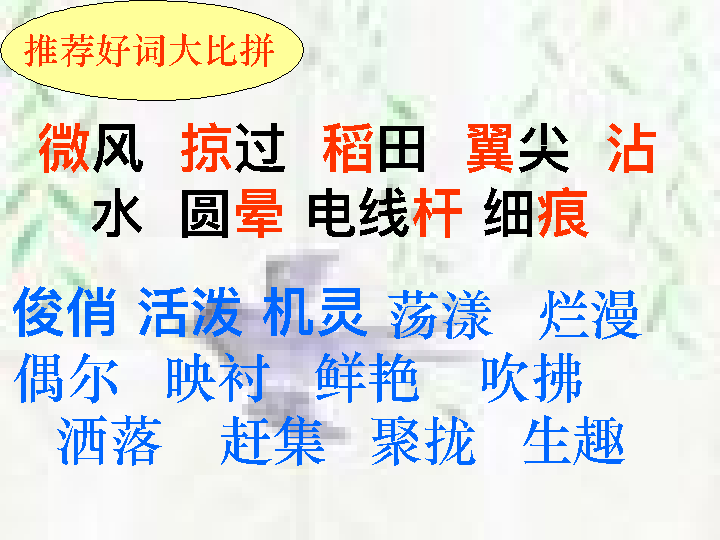 推荐好词大比拼
微风 掠过 稻田 翼尖 沾
水 圆晕 电线杆 细痕
俊俏 活泼 机灵 荡漾 烂漫
偶尔 映衬 鲜艳 吹拂
洒落 赶集 聚拢 生趣